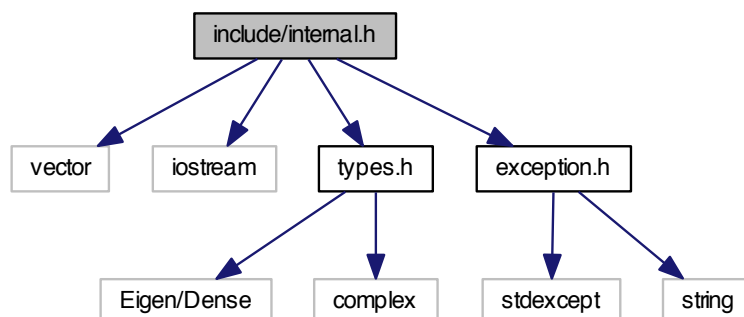 include/internal.h
vector
iostream
types.h
exception.h
Eigen/Dense
complex
stdexcept
string